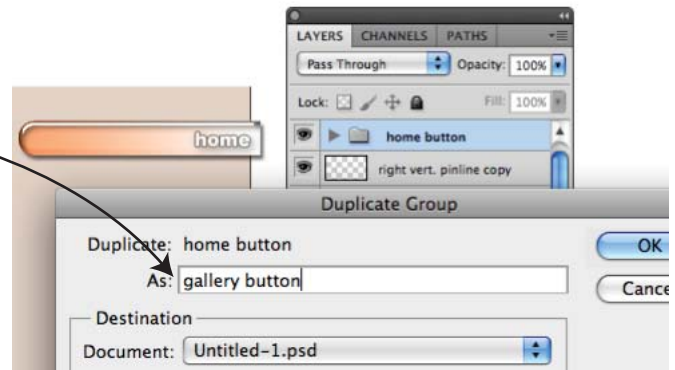 LAYERS CHANNELS PATHS
Pass Through Opacity: 100%
Lock: Fill: 100%
home button
right vert. pinline copy
home
Duplicate Group
Duplicate: home button
As: gallery button
OK
Cance
Destination
Document: Untitled-1.psd